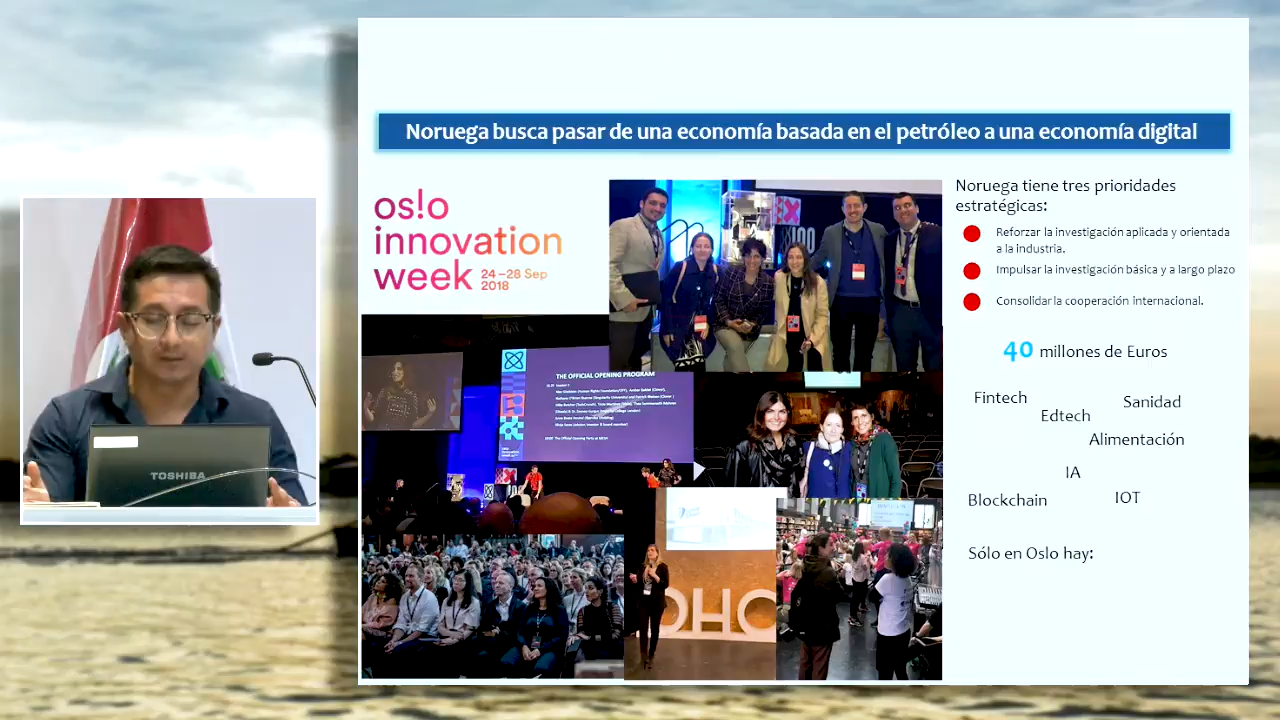 Noruega busca pasar de una economía basada en el petróleo a una economía digital
os!o
innovation
week 24–28 Sep
2018
Noruega tiene tres prioridades
estratégicas:
Reforzar la investigación aplicada y orientada
a la industria.
Impulsar la investigación básica y a largo plazo
Consolidar la cooperación internacional.
40 millones de Euros
Fintech
Edtech
Sanidad
Alimentación
IA
Blockchain
IOT
Sólo en Oslo hay:
THE OFFICIAL OPENING PROGRAM
TOSHIBA
OHO